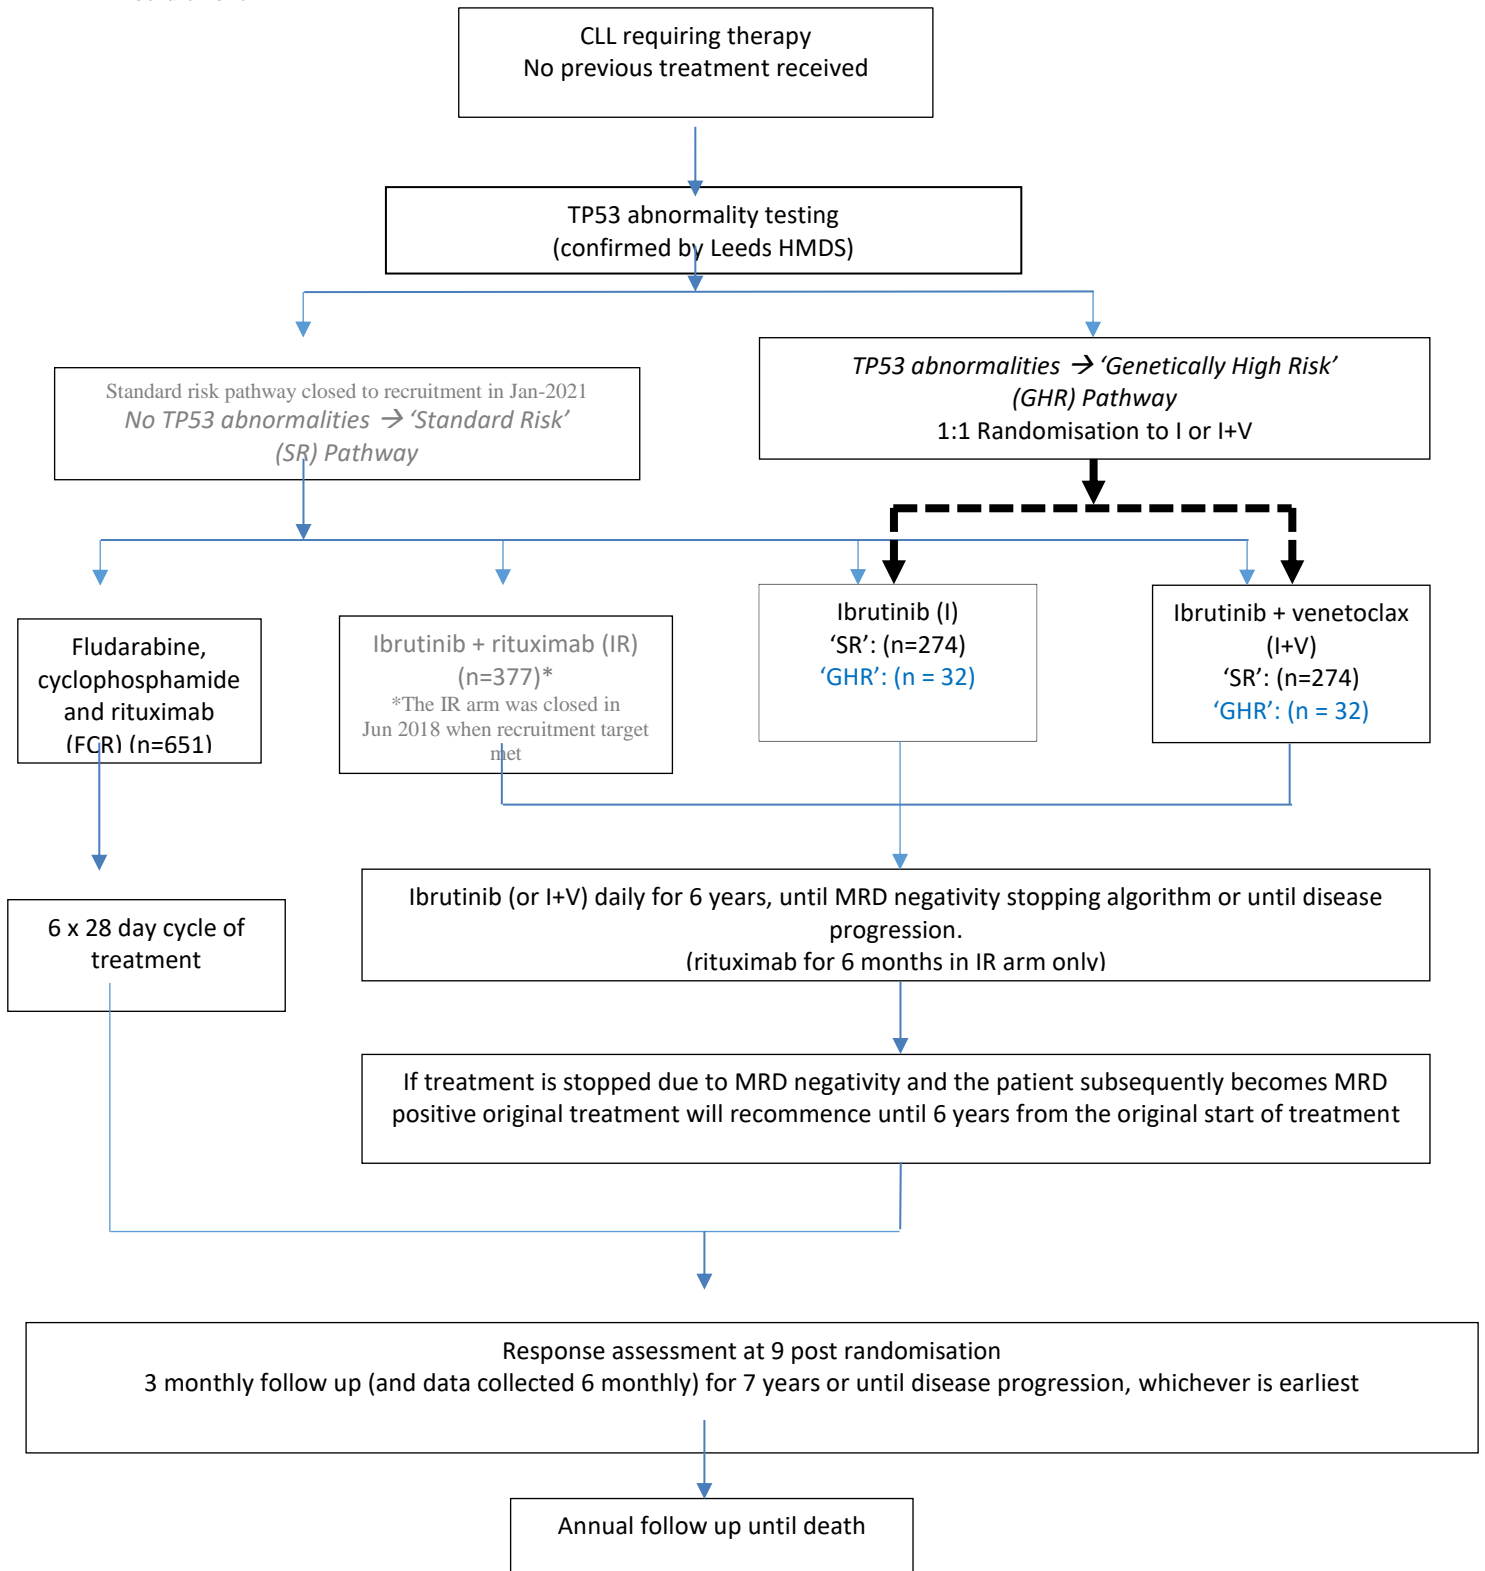 CLL requiring therapy
No previous treatment received
TP53 abnormality testing
(confirmed by Leeds HMDS)
Standard risk pathway closed to recruitment in Jan-2021
No TP53 abnormalities → ‘Standard Risk’
(SR) Pathway
TP53 abnormalities → ‘Genetically High Risk’
(GHR) Pathway
1:1 Randomisation to I or I+V
Fludarabine,
cyclophosphamide
and rituximab
(FCR) (n=651)
Ibrutinib + rituximab (IR)
(n=377)*
*The IR arm was closed in
Jun 2018 when recruitment target
met
Ibrutinib (I)
‘SR’: (n=274)
‘GHR’: (n = 32)
Ibrutinib + venetoclax
(I+V)
‘SR’: (n=274)
‘GHR’: (n = 32)
6 x 28 day cycle of
treatment
Ibrutinib (or I+V) daily for 6 years, until MRD negativity stopping algorithm or until disease
progression.
(rituximab for 6 months in IR arm only)
If treatment is stopped due to MRD negativity and the patient subsequently becomes MRD
positive original treatment will recommence until 6 years from the original start of treatment
Response assessment at 9 post randomisation
3 monthly follow up (and data collected 6 monthly) for 7 years or until disease progression, whichever is earliest
Annual follow up until death